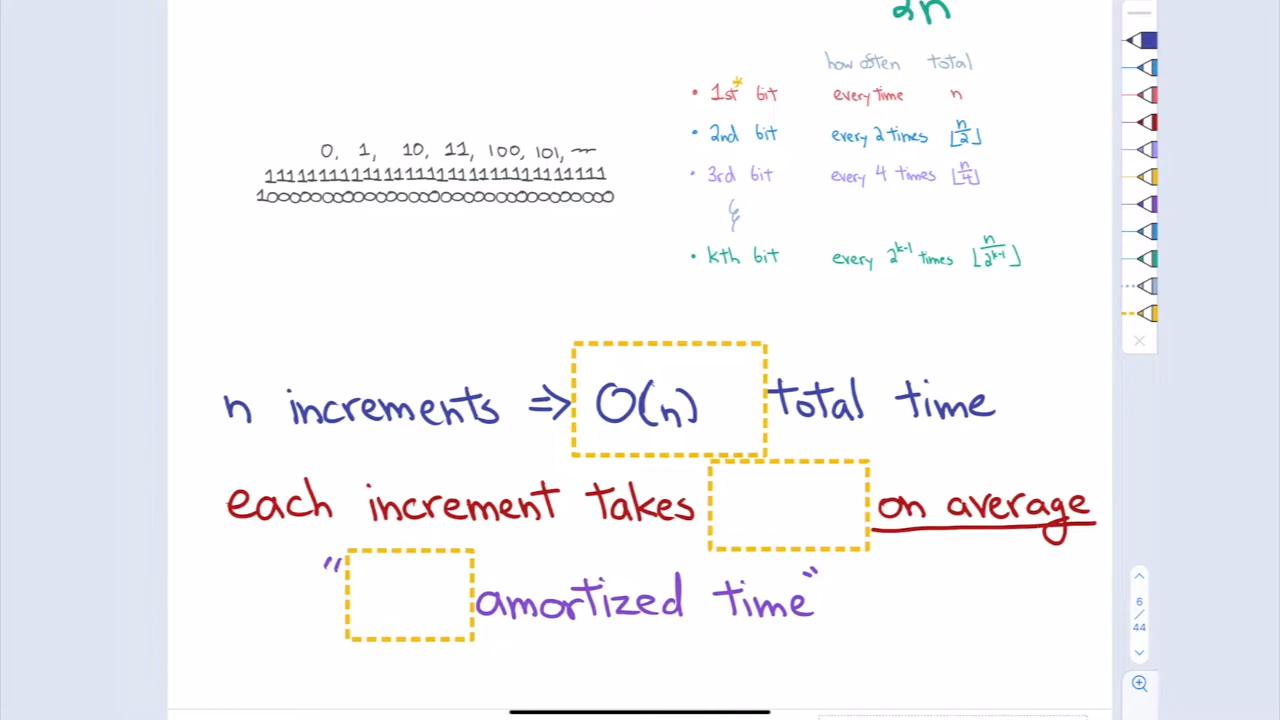 2n
how often total
• 1st* bit every time n
• 2nd bit every 2 times ⌊n/2⌋
• 3rd bit every 4 times ⌊n/4⌋
• kth bit every 2^(k-1) times ⌊n/2^(k-1)⌋
0, 1, 10, 11, 100, 101, ...
n increments => O(n) total time
each increment takes on average
" amortized time"
6
/
44